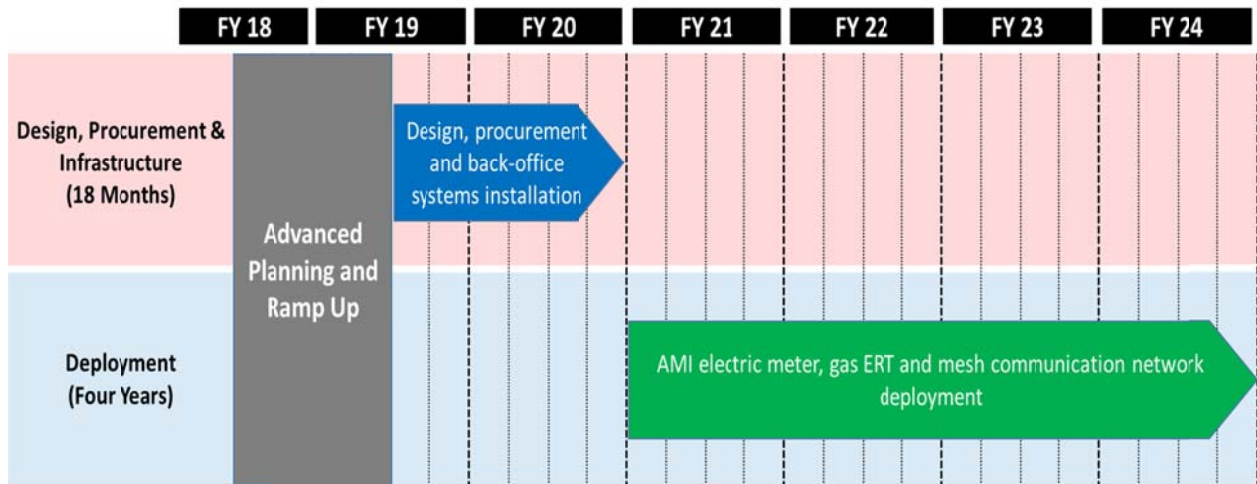 FY 18
FY 19
FY 20
FY 21
FY 22
FY 23
FY 24
Design, Procurement &
Infrastructure
(18 Months)
Advanced
Planning and
Ramp Up
Design, procurement
and back-office
systems installation
Deployment
(Four Years)
AMI electric meter, gas ERT and mesh communication network
deployment